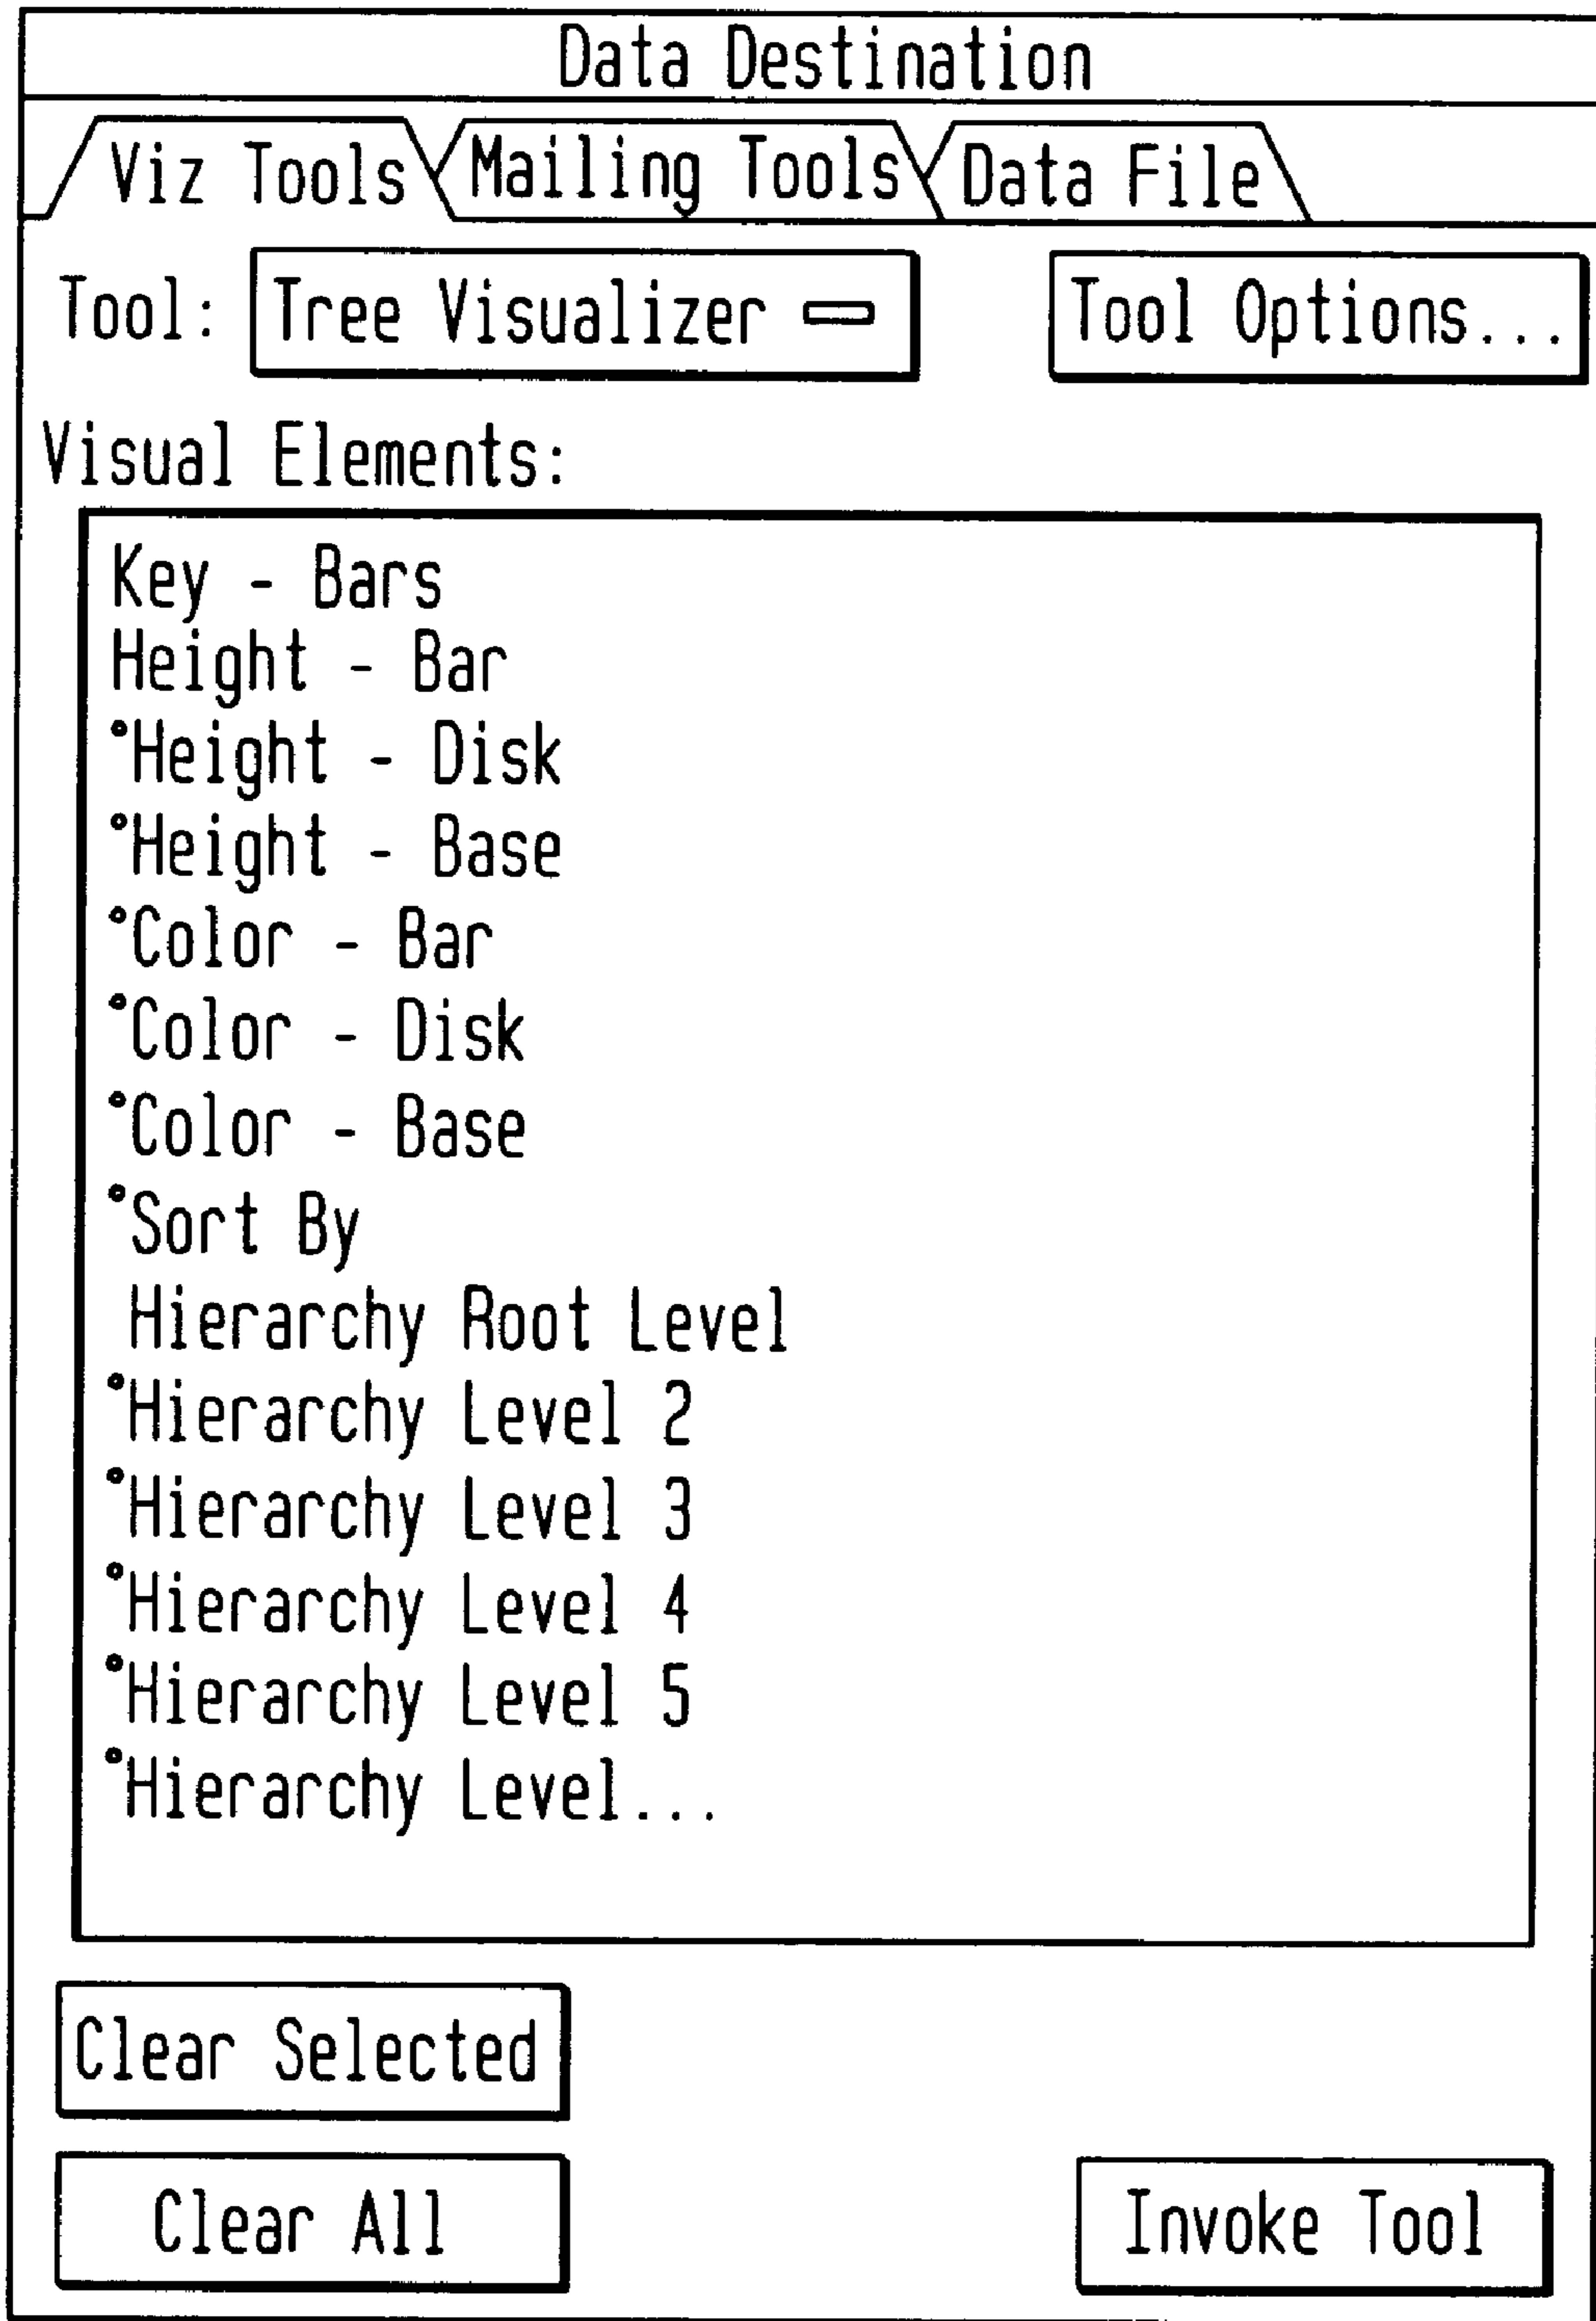 Data Destination
Viz Tools Mailing Tools Data File
Tool: Tree Visualizer Tool Options...
Visual Elements:
Key - Bars
Height - Bar
°Height - Disk
°Height - Base
°Color - Bar
°Color - Disk
°Color - Base
°Sort By
Hierarchy Root Level
°Hierarchy Level 2
°Hierarchy Level 3
°Hierarchy Level 4
°Hierarchy Level 5
°Hierarchy Level...
Clear Selected
Clear All Invoke Tool